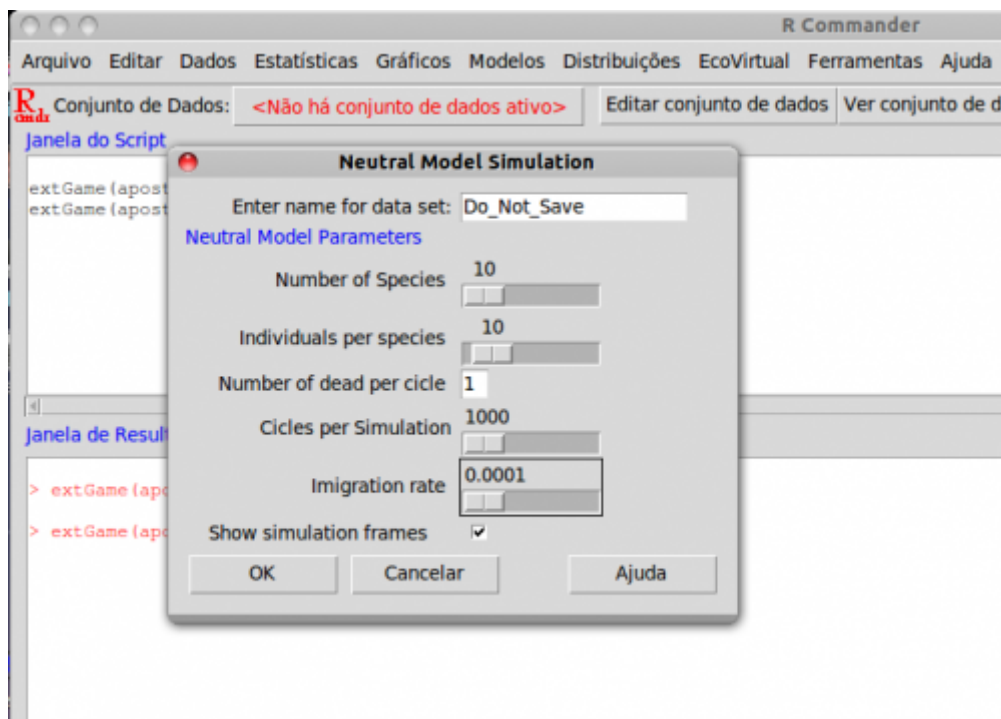 R Commander
Arquivo Editar Dados Estatísticas Gráficos Modelos Distribuições EcoVirtual Ferramentas Ajuda
R Cmdr Conjunto de Dados: <Não há conjunto de dados ativo> Editar conjunto de dados Ver conjunto de d
Janela do Script
extGame(apost
extGame(apost
Neutral Model Simulation
Enter name for data set: Do_Not_Save
Neutral Model Parameters
Number of Species 10
Individuals per species 10
Number of dead per cicle 1
Cicles per Simulation 1000
Imigration rate 0.0001
Show simulation frames
OK Cancelar Ajuda
Janela de Result
> extGame(apo
> extGame(apo